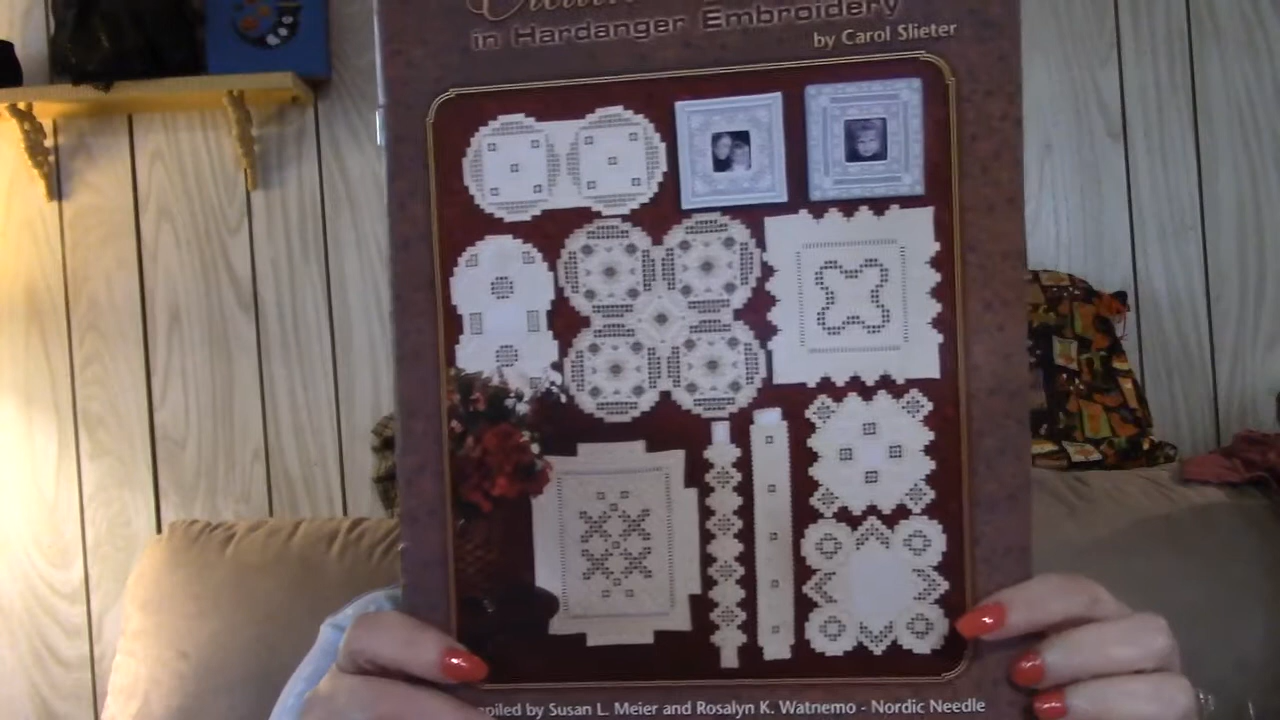 in Hardanger Embroidery
by Carol Slieter
piled by Susan L. Meier and Rosalyn K. Watnemo - Nordic Needle